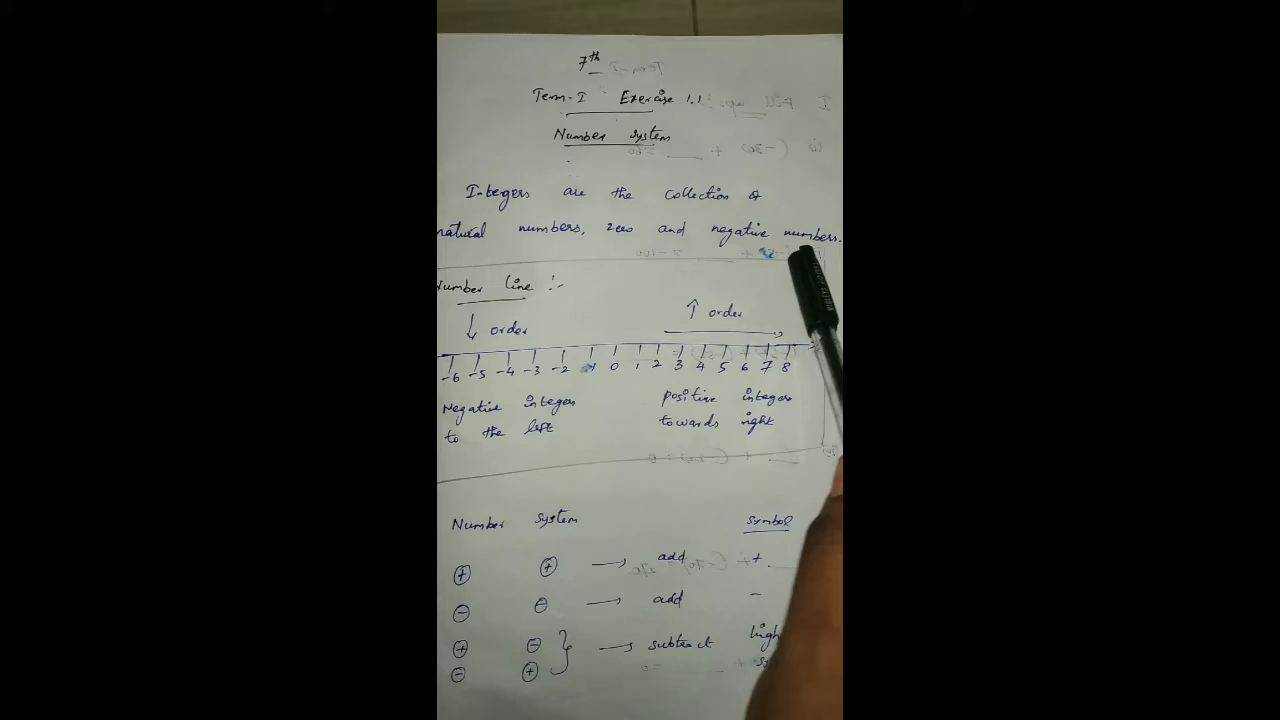 7th
Term-I Exercise 1.1
Number system
Integers are the collection of
natural numbers, zero and negative numbers.
Number line :-
↓ order
↑ order
-6 -5 -4 -3 -2 -1 0 1 2 3 4 5 6 7 8
Negative integers to the left
positive integers towards right
Number system symbol
⊕ ⊕ → add +
⊖ ⊖ → add -
⊕ ⊖ } → subtract
⊖ ⊕